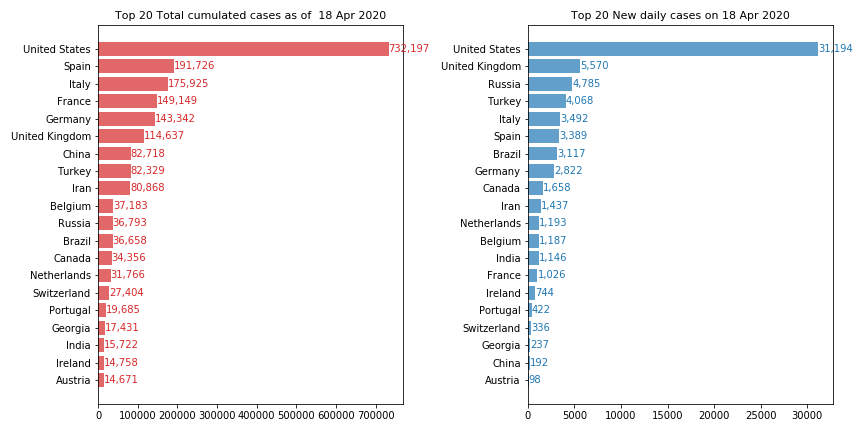 Top 20 Total cumulated cases as of  18 Apr 2020
United States 732,197
Spain 191,726
Italy 175,925
France 149,149
Germany 143,342
United Kingdom 114,637
China 82,718
Turkey 82,329
Iran 80,868
Belgium 37,183
Russia 36,793
Brazil 36,658
Canada 34,356
Netherlands 31,766
Switzerland 27,404
Portugal 19,685
Georgia 17,431
India 15,722
Ireland 14,758
Austria 14,671
0 100000 200000 300000 400000 500000 600000 700000
Top 20 New daily cases on 18 Apr 2020
United States 31,194
United Kingdom 5,570
Russia 4,785
Turkey 4,068
Italy 3,492
Spain 3,389
Brazil 3,117
Germany 2,822
Canada 1,658
Iran 1,437
Netherlands 1,193
Belgium 1,187
India 1,146
France 1,026
Ireland 744
Portugal 422
Switzerland 336
Georgia 237
China 192
Austria 98
0 5000 10000 15000 20000 25000 30000